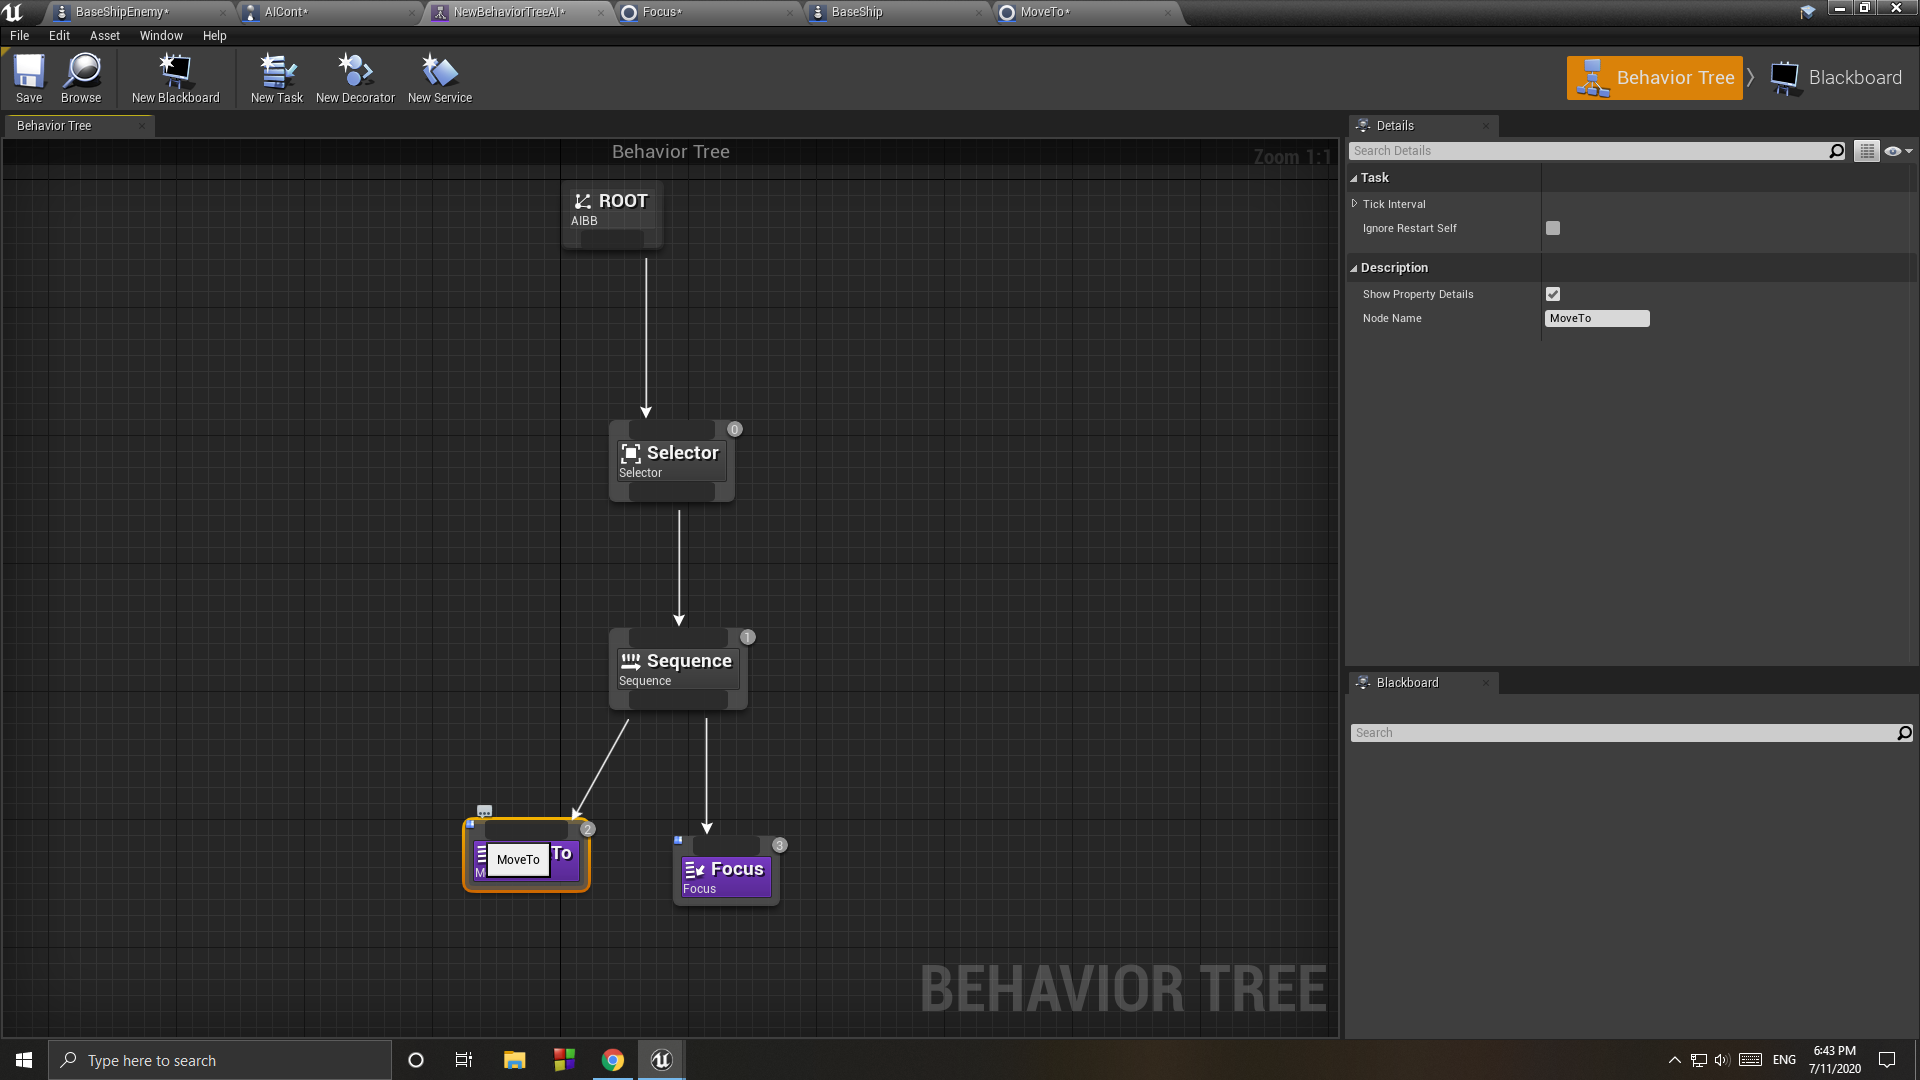 BaseShipEnemy* AICont* NewBehaviorTreeAI* Focus* BaseShip MoveTo*
File Edit Asset Window Help
Save Browse New Blackboard New Task New Decorator New Service Behavior Tree Blackboard
Behavior Tree
Behavior Tree
Zoom 1:1
ROOT
AIBB
0
Selector
Selector
1
Sequence
Sequence
2
To
MoveTo
3
Focus
Focus
BEHAVIOR TREE
Details
Search Details
Task
Tick Interval
Ignore Restart Self
Description
Show Property Details
Node Name MoveTo
Blackboard
Search
Type here to search
ENG
6:43 PM
7/11/2020